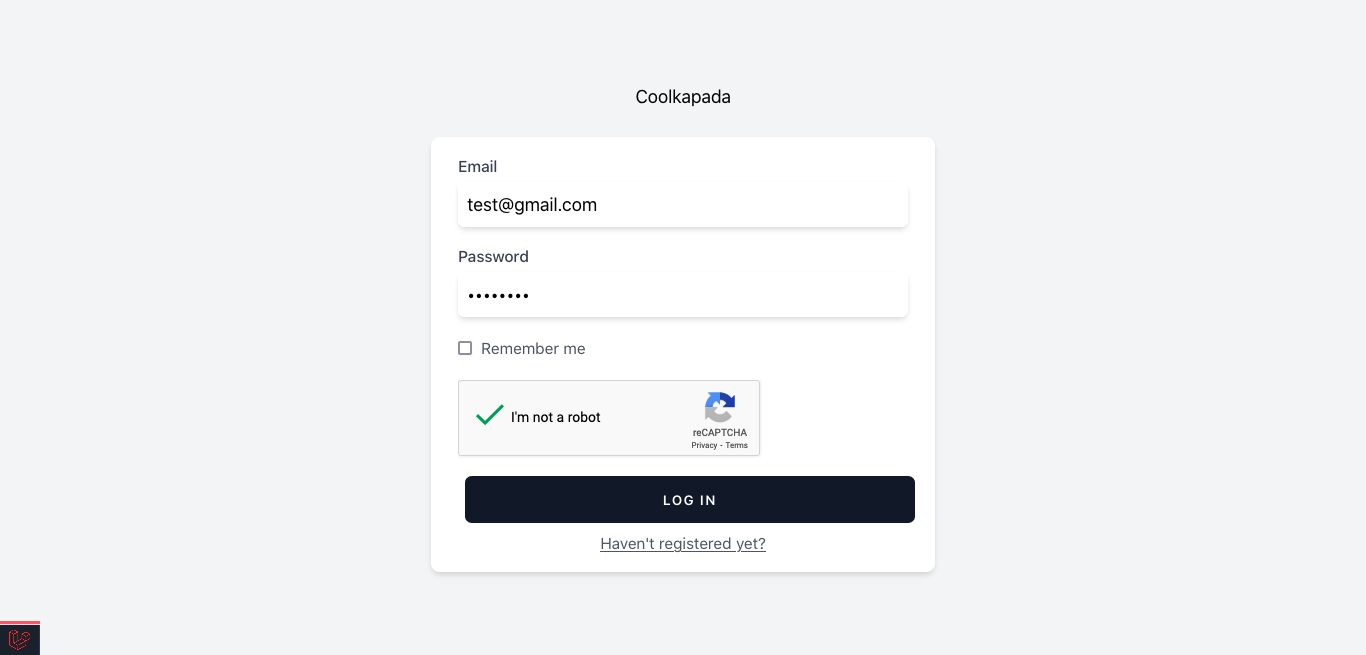 Coolkapada
Email
test@gmail.com
Password
••••••••
Remember me
I'm not a robot
reCAPTCHA
Privacy - Terms
LOG IN
Haven't registered yet?